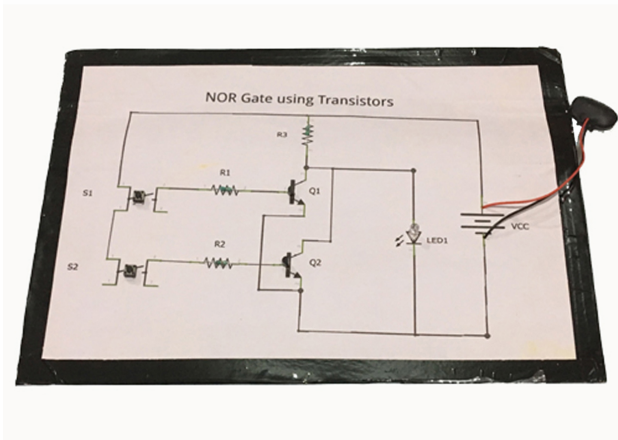 NOR Gate using Transistors
R3
R1
S1
Q1
R2
LED1
VCC
S2
Q2